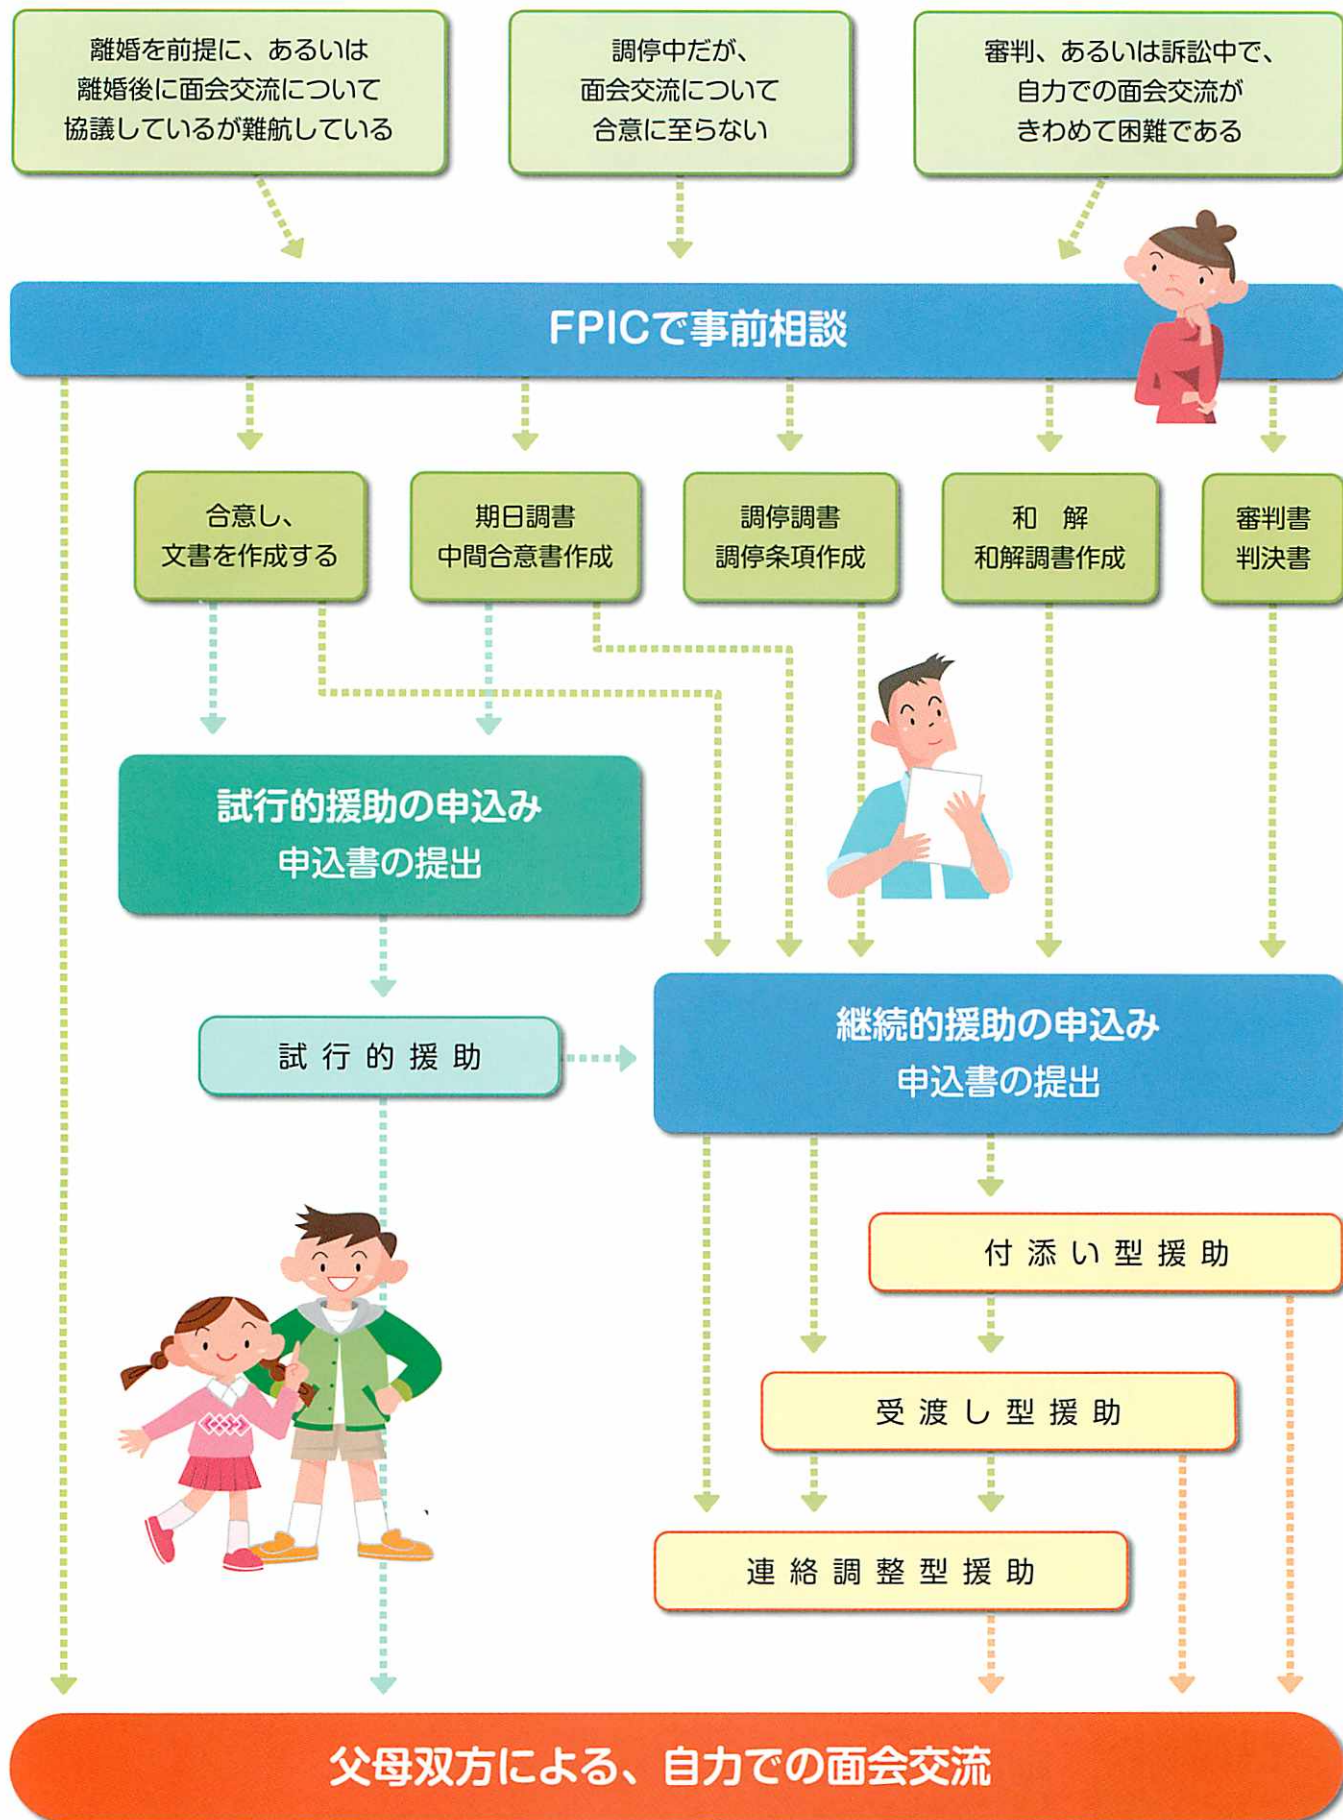 離婚を前提に、あるいは
離婚後に面会交流について
協議しているが難航している
調停中だが、
面会交流について
合意に至らない
審判、あるいは訴訟中で、
自力での面会交流が
きわめて困難である
FPICで事前相談
合意し、
文書を作成する
期日調書
中間合意書作成
調停調書
調停条項作成
和　解
和解調書作成
審判書
判決書
試行的援助の申込み
申込書の提出
試 行 的 援 助
継続的援助の申込み
申込書の提出
付 添 い 型 援 助
受 渡 し 型 援 助
連 絡 調 整 型 援 助
父母双方による、自力での面会交流